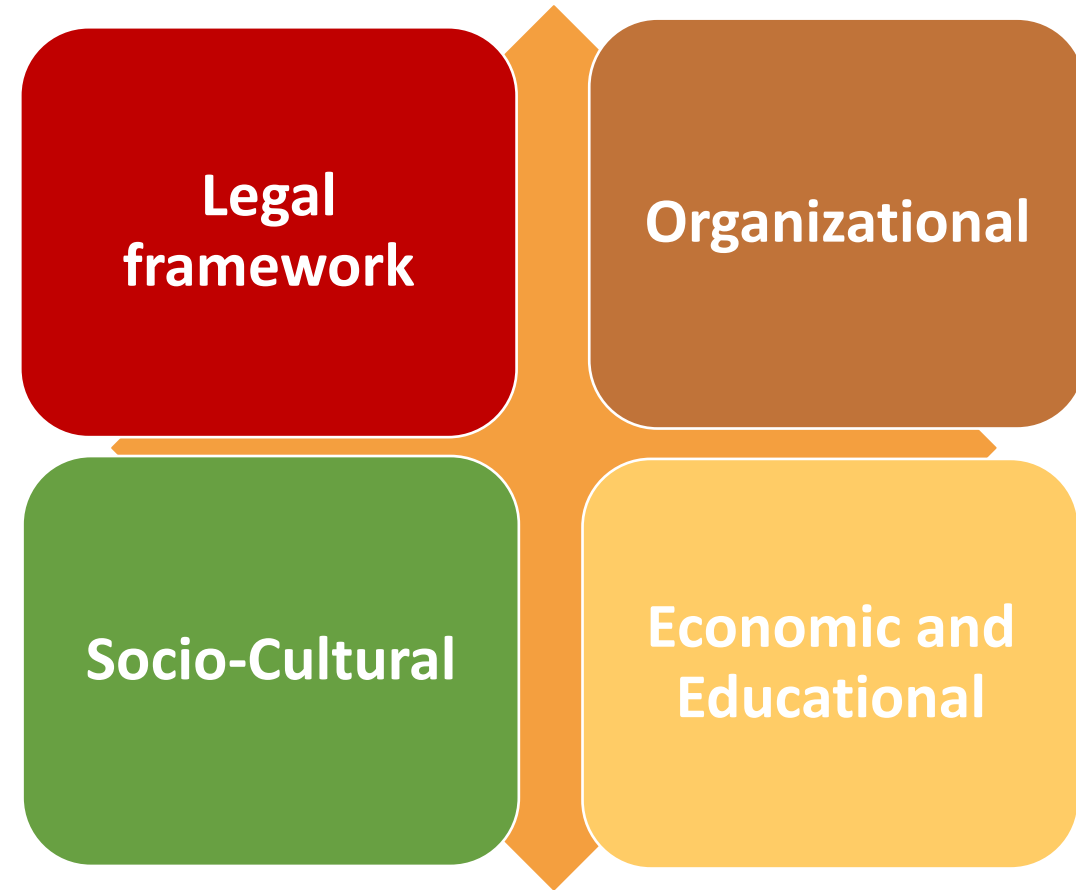 Legal
framework
Organizational
Socio-Cultural
Economic and
Educational